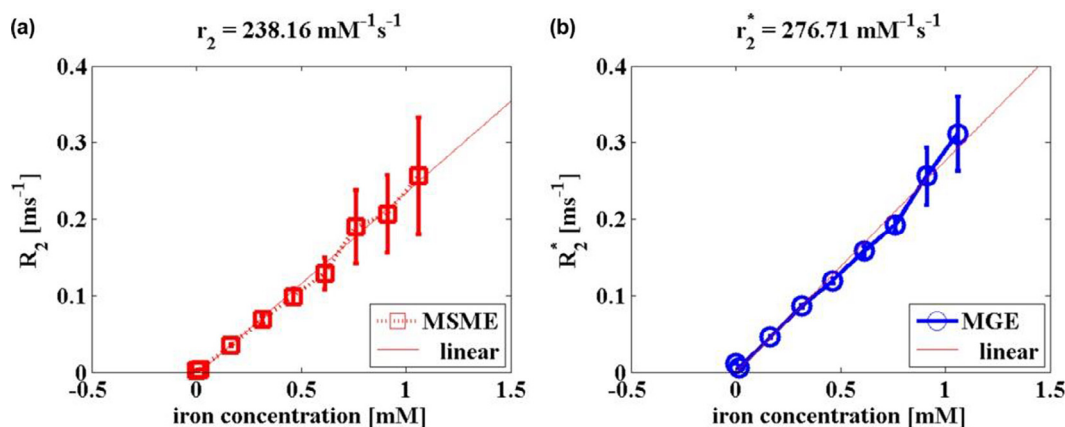 (a)
r₂ = 238.16 mM⁻¹s⁻¹
R₂ [ms⁻¹]
0.4
0.3
0.2
0.1
0
-0.5 0 0.5 1 1.5
iron concentration [mM]
MSME
linear
(b)
r₂* = 276.71 mM⁻¹s⁻¹
R₂* [ms⁻¹]
0.4
0.3
0.2
0.1
0
-0.5 0 0.5 1 1.5
iron concentration [mM]
MGE
linear